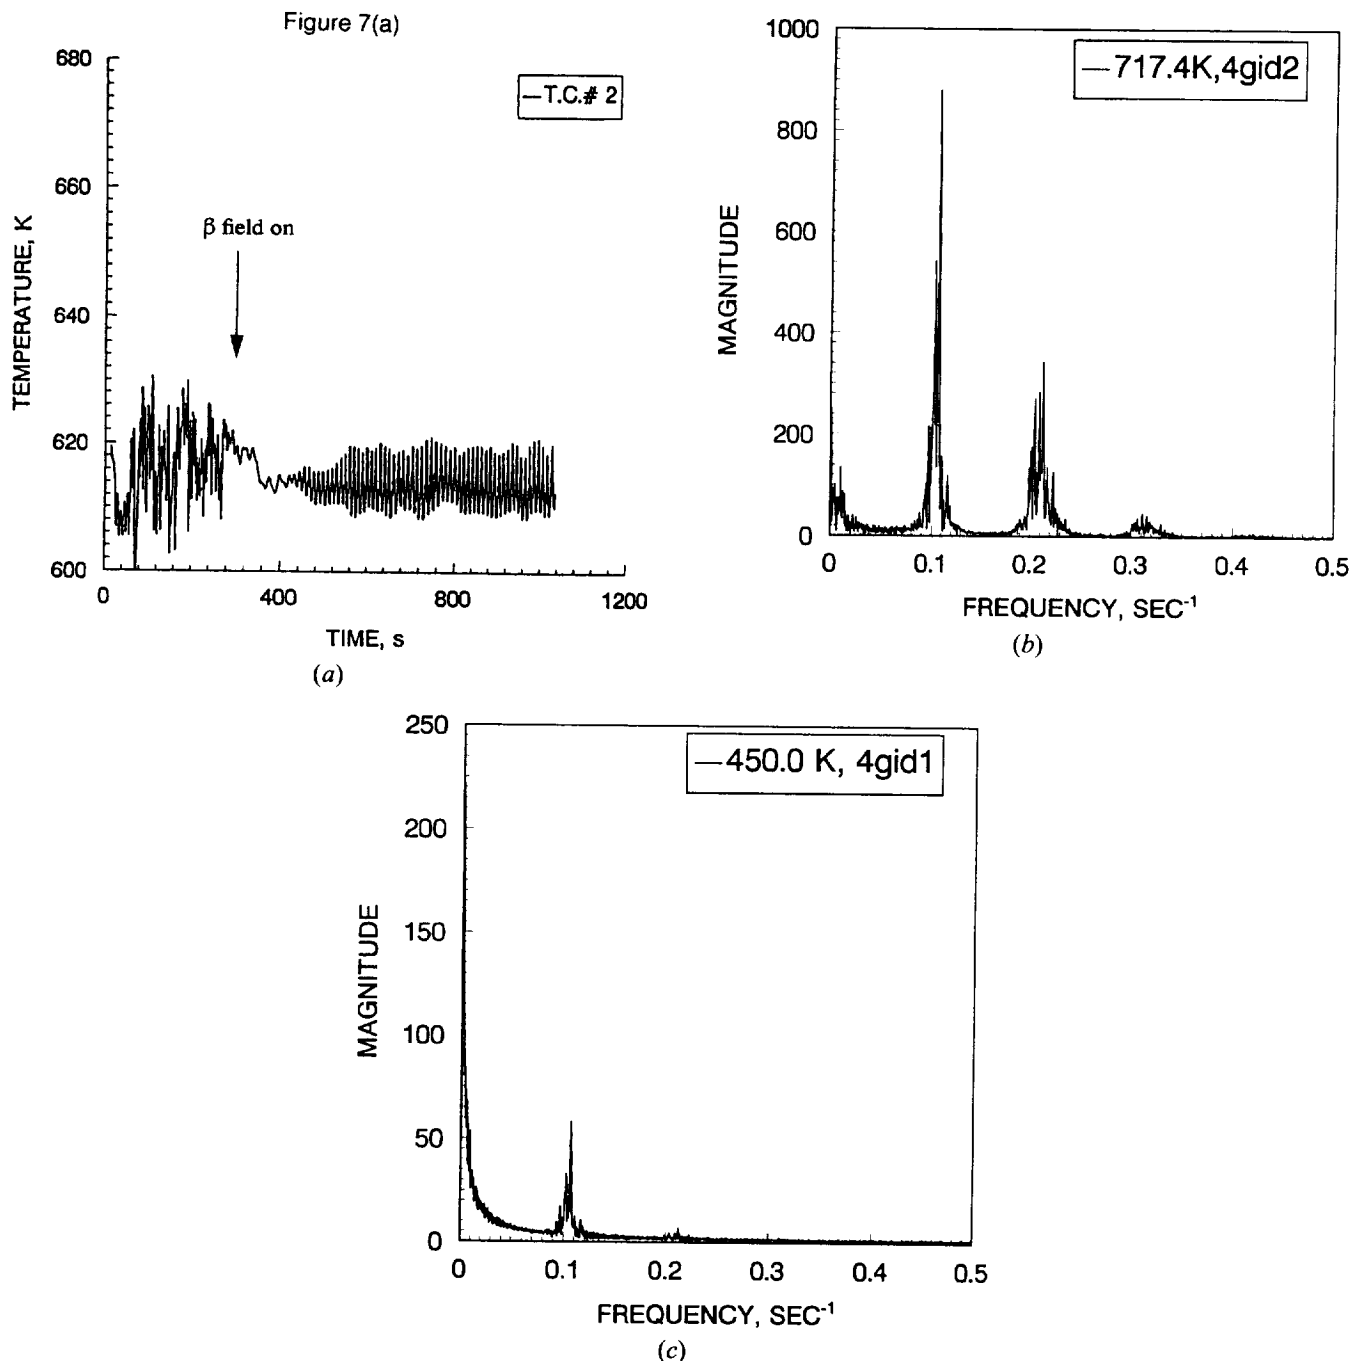 Figure 7(a)
680
660
640
620
600
TEMPERATURE, K
T.C.# 2
β field on
0
400
800
1200
TIME, s
(a)
1000
800
600
400
200
0
MAGNITUDE
717.4K,4gid2
0
0.1
0.2
0.3
0.4
0.5
FREQUENCY, SEC⁻¹
(b)
250
200
150
100
50
0
MAGNITUDE
450.0 K, 4gid1
0
0.1
0.2
0.3
0.4
0.5
FREQUENCY, SEC⁻¹
(c)